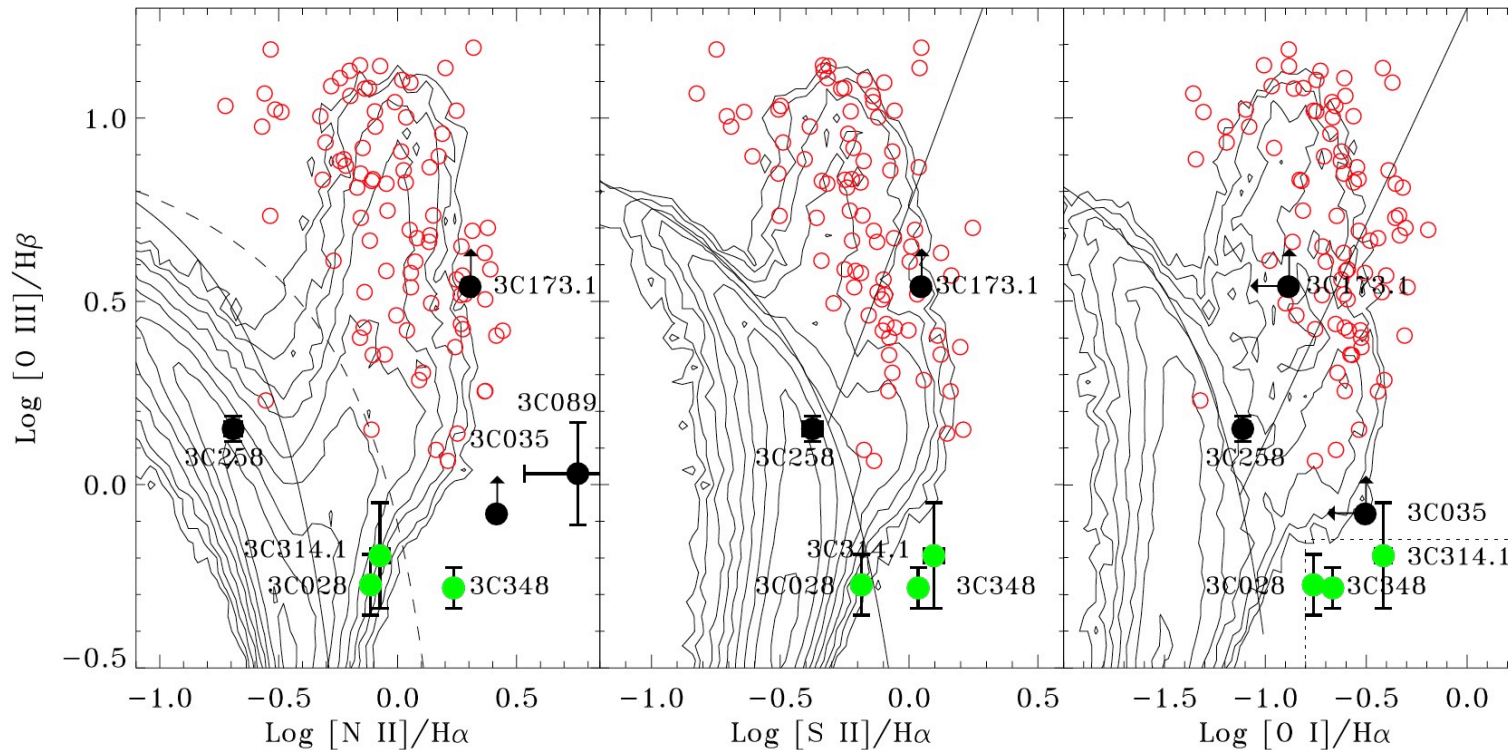 Log [O III]/Hβ
1.0
0.5
0.0
−0.5
3C173.1
3C089
3C035
3C258
3C314.1
3C028
3C348
−1.0
−0.5
0.0
0.5
Log [N II]/Hα
3C173.1
3C258
3C314.1
3C028
3C348
−1.0
−0.5
0.0
Log [S II]/Hα
3C173.1
3C258
3C035
3C314.1
3C028
3C348
−1.5
−1.0
−0.5
0.0
Log [O I]/Hα